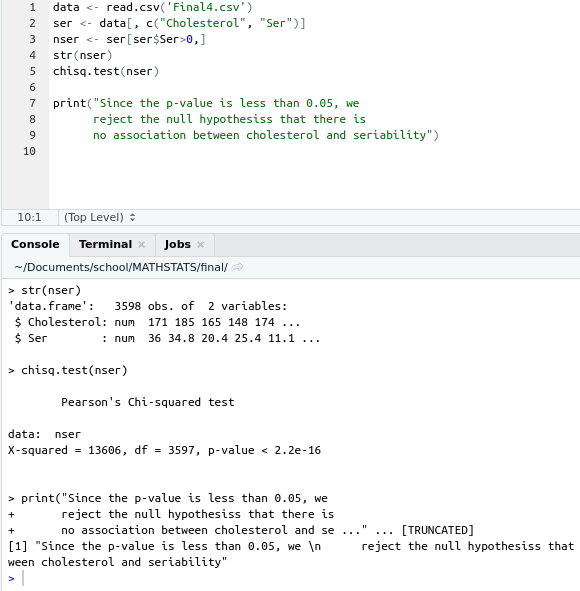 1 data <- read.csv('Final4.csv')
2 ser <- data[, c("Cholesterol", "Ser")]
3 nser <- ser[ser$Ser>0,]
4 str(nser)
5 chisq.test(nser)
6
7 print("Since the p-value is less than 0.05, we
8 reject the null hypothesiss that there is
9 no association between cholesterol and seriability")
10
10:1 (Top Level)
Console Terminal Jobs
~/Documents/school/MATHSTATS/final/
> str(nser)
'data.frame': 3598 obs. of 2 variables:
$ Cholesterol: num 171 185 165 148 174 ...
$ Ser : num 36 34.8 20.4 25.4 11.1 ...
> chisq.test(nser)
Pearson's Chi-squared test
data: nser
X-squared = 13606, df = 3597, p-value < 2.2e-16
> print("Since the p-value is less than 0.05, we
+ reject the null hypothesiss that there is
+ no association between cholesterol and se ..." ... [TRUNCATED]
[1] "Since the p-value is less than 0.05, we \n reject the null hypothesiss that
ween cholesterol and seriability"
>